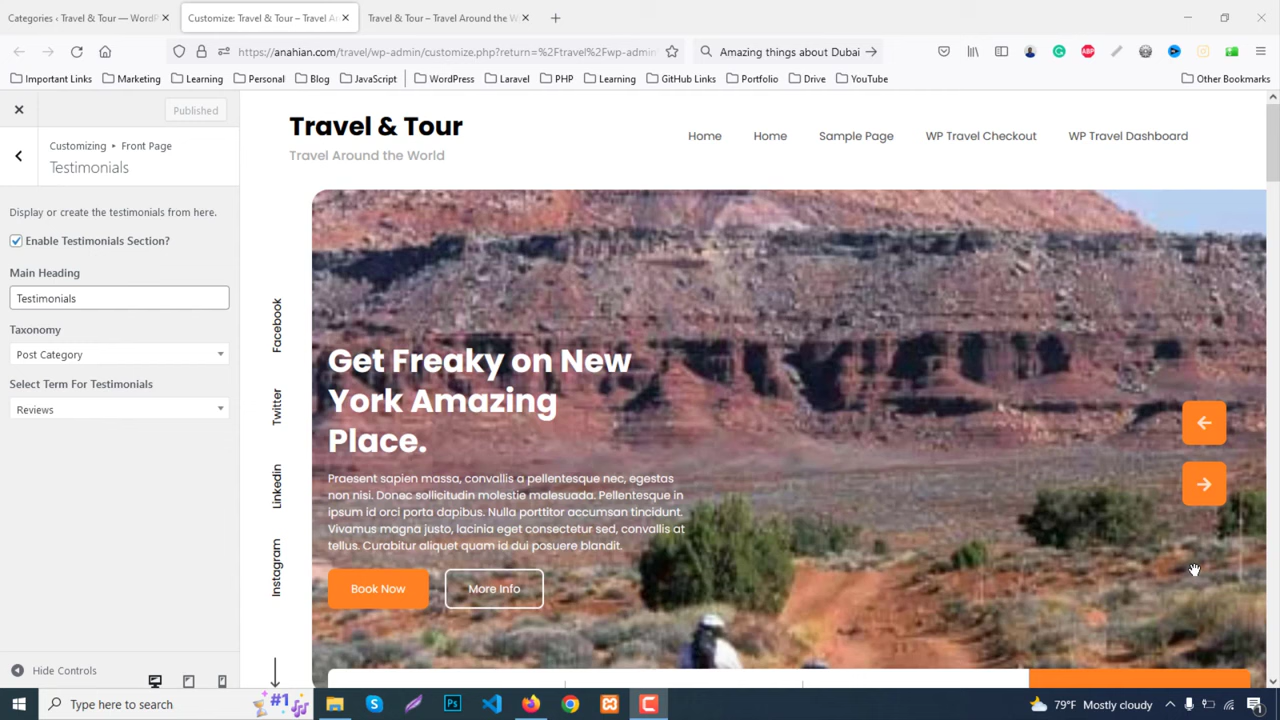 Categories ‹ Travel & Tour — WordP
Customize: Travel & Tour – Travel A
Travel & Tour – Travel Around the W
https://anahian.com/travel/wp-admin/customize.php?return=%2Ftravel%2Fwp-admin
Amazing things about Dubai
Important Links
Marketing
Learning
Personal
Blog
JavaScript
WordPress
Laravel
PHP
Learning
GitHub Links
Portfolio
Drive
YouTube
Other Bookmarks
Published
Customizing ▸ Front Page
Testimonials
Display or create the testimonials from here.
Enable Testimonials Section?
Main Heading
Testimonials
Taxonomy
Post Category
Select Term For Testimonials
Reviews
Hide Controls
Travel & Tour
Travel Around the World
Home
Home
Sample Page
WP Travel Checkout
WP Travel Dashboard
Facebook
Twitter
Linkedin
Instagram
Get Freaky on New
York Amazing
Place.
Praesent sapien massa, convallis a pellentesque nec, egestas
non nisi. Donec sollicitudin molestie malesuada. Pellentesque in
ipsum id orci porta dapibus. Nulla porttitor accumsan tincidunt.
Vivamus magna justo, lacinia eget consectetur sed, convallis at
tellus. Curabitur aliquet quam id dui posuere blandit.
Book Now
More Info
Type here to search
#1
79°F Mostly cloudy